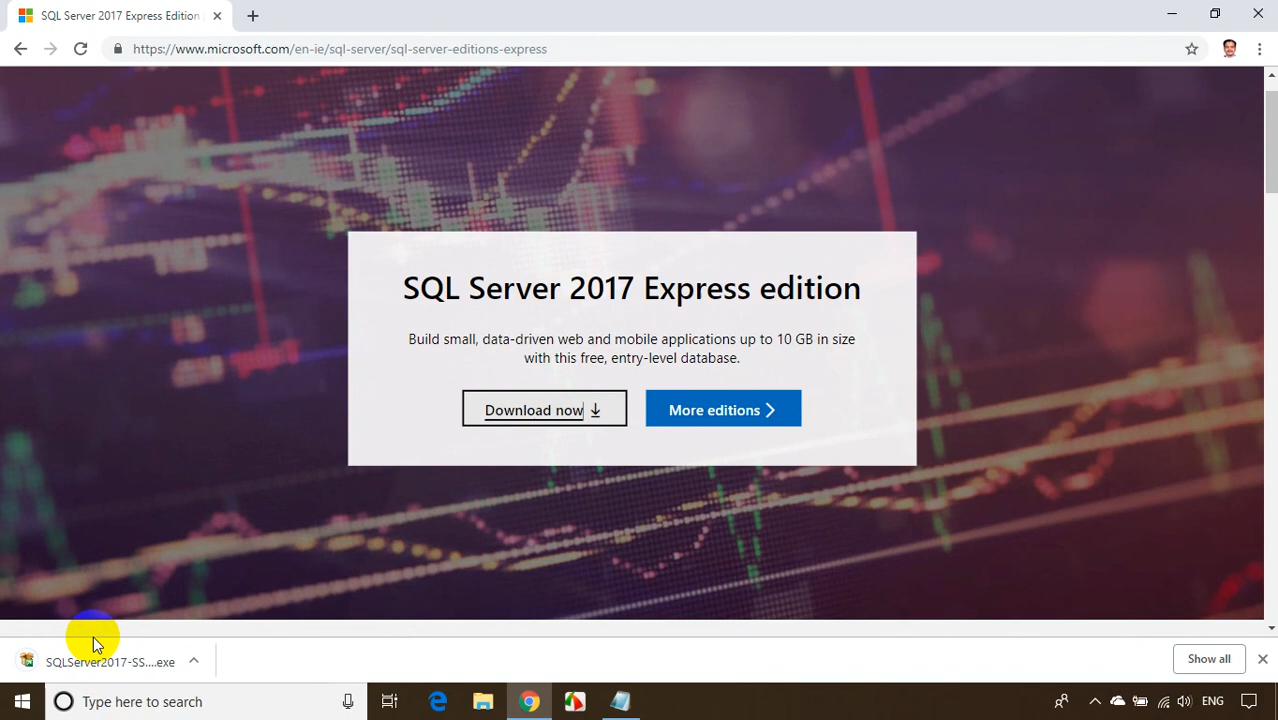 SQL Server 2017 Express Edition
https://www.microsoft.com/en-ie/sql-server/sql-server-editions-express
SQL Server 2017 Express edition
Build small, data-driven web and mobile applications up to 10 GB in size
with this free, entry-level database.
Download now
More editions
SQLServer2017-SS....exe
Show all
Type here to search
ENG